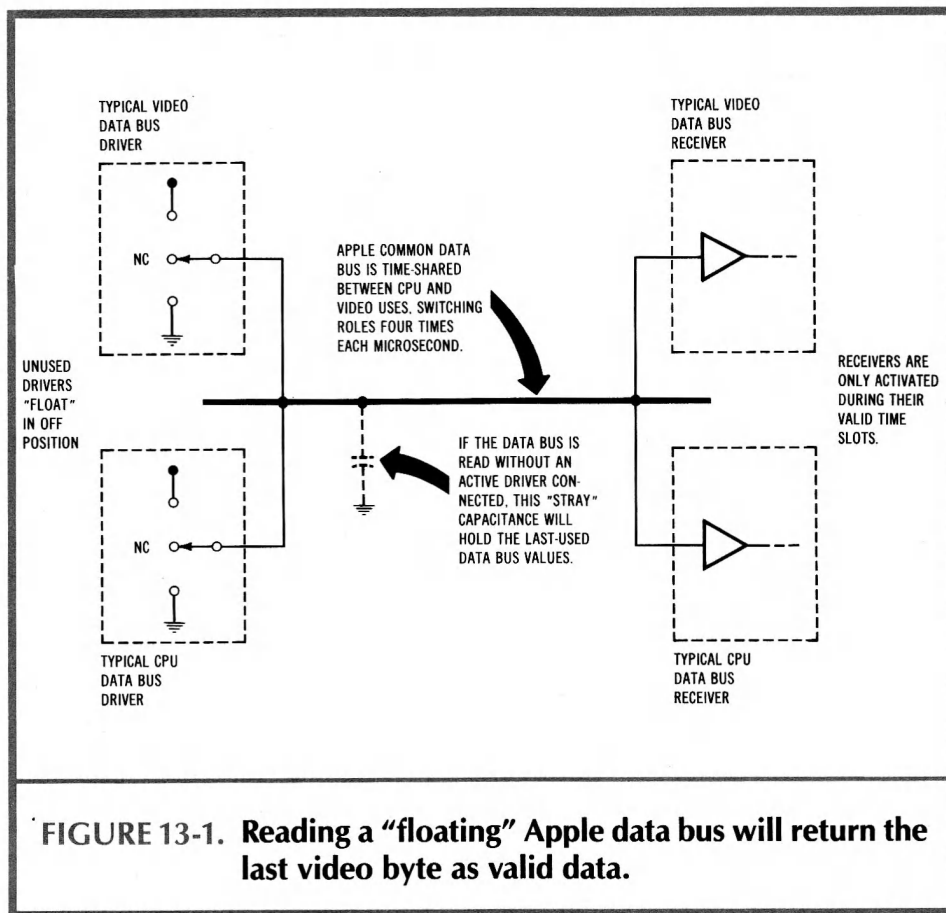 TYPICAL VIDEO
DATA BUS
DRIVER
NC
UNUSED
DRIVERS
"FLOAT"
IN OFF
POSITION
NC
TYPICAL CPU
DATA BUS
DRIVER
APPLE COMMON DATA
BUS IS TIME-SHARED
BETWEEN CPU AND
VIDEO USES, SWITCHING
ROLES FOUR TIMES
EACH MICROSECOND.
IF THE DATA BUS IS
READ WITHOUT AN
ACTIVE DRIVER CON-
NECTED, THIS "STRAY"
CAPACITANCE WILL
HOLD THE LAST-USED
DATA BUS VALUES.
TYPICAL VIDEO
DATA BUS
RECEIVER
RECEIVERS ARE
ONLY ACTIVATED
DURING THEIR
VALID TIME
SLOTS.
TYPICAL CPU
DATA BUS
RECEIVER
FIGURE 13-1. Reading a “floating” Apple data bus will return the
last video byte as valid data.